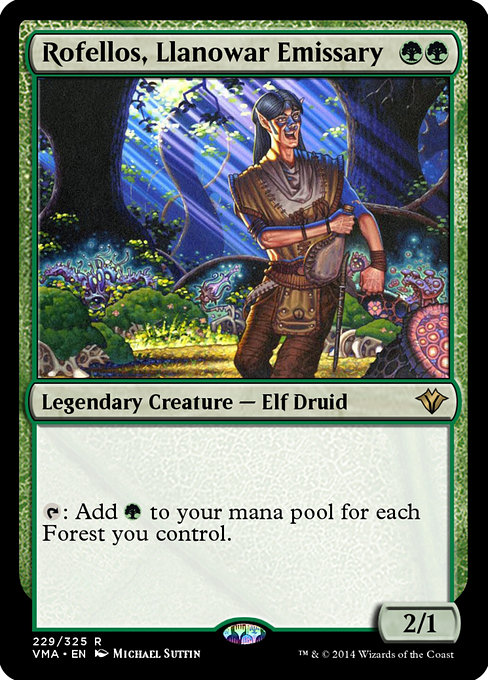 Rofellos, Llanowar Emissary
Legendary Creature — Elf Druid
: Add to your mana pool for each
Forest you control.
2/1
229/325 R
VMA • EN Michael Sutfin
™ & © 2014 Wizards of the Coast